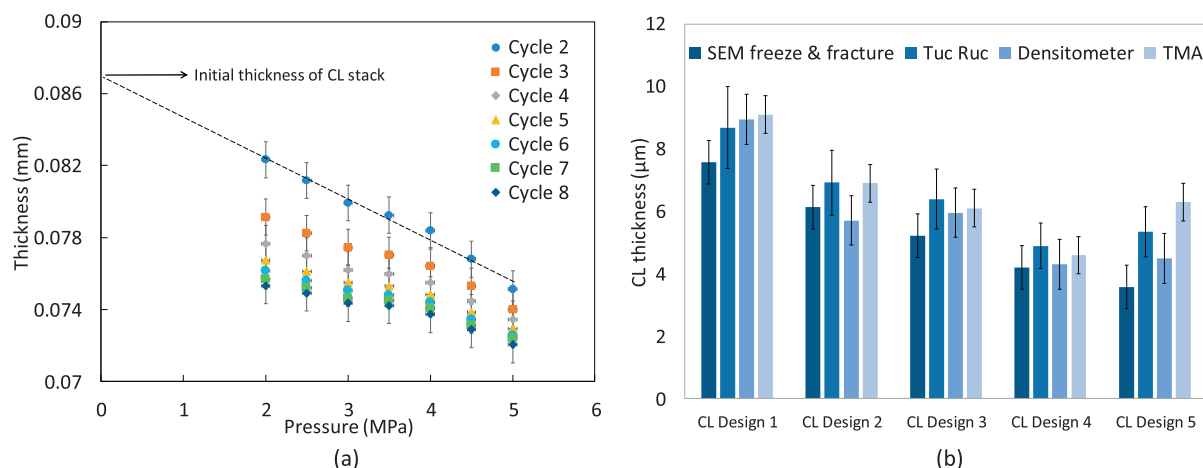 0.09
0.086
0.082
0.078
0.074
0.07
Thickness (mm)
Initial thickness of CL stack
Cycle 2
Cycle 3
Cycle 4
Cycle 5
Cycle 6
Cycle 7
Cycle 8
0 1 2 3 4 5 6
Pressure (MPa)
(a)
12
10
8
6
4
2
0
CL thickness (μm)
SEM freeze & fracture Tuc Ruc Densitometer TMA
CL Design 1 CL Design 2 CL Design 3 CL Design 4 CL Design 5
(b)